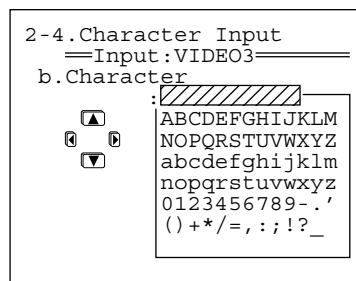 2-4.Character Input
Input:VIDEO3
b.Character
:
ABCDEFGHIJKLM
NOPQRSTUVWXYZ
abcdefghijklm
nopqrstuvwxyz
0123456789-.’
()+*/=,:;!?_